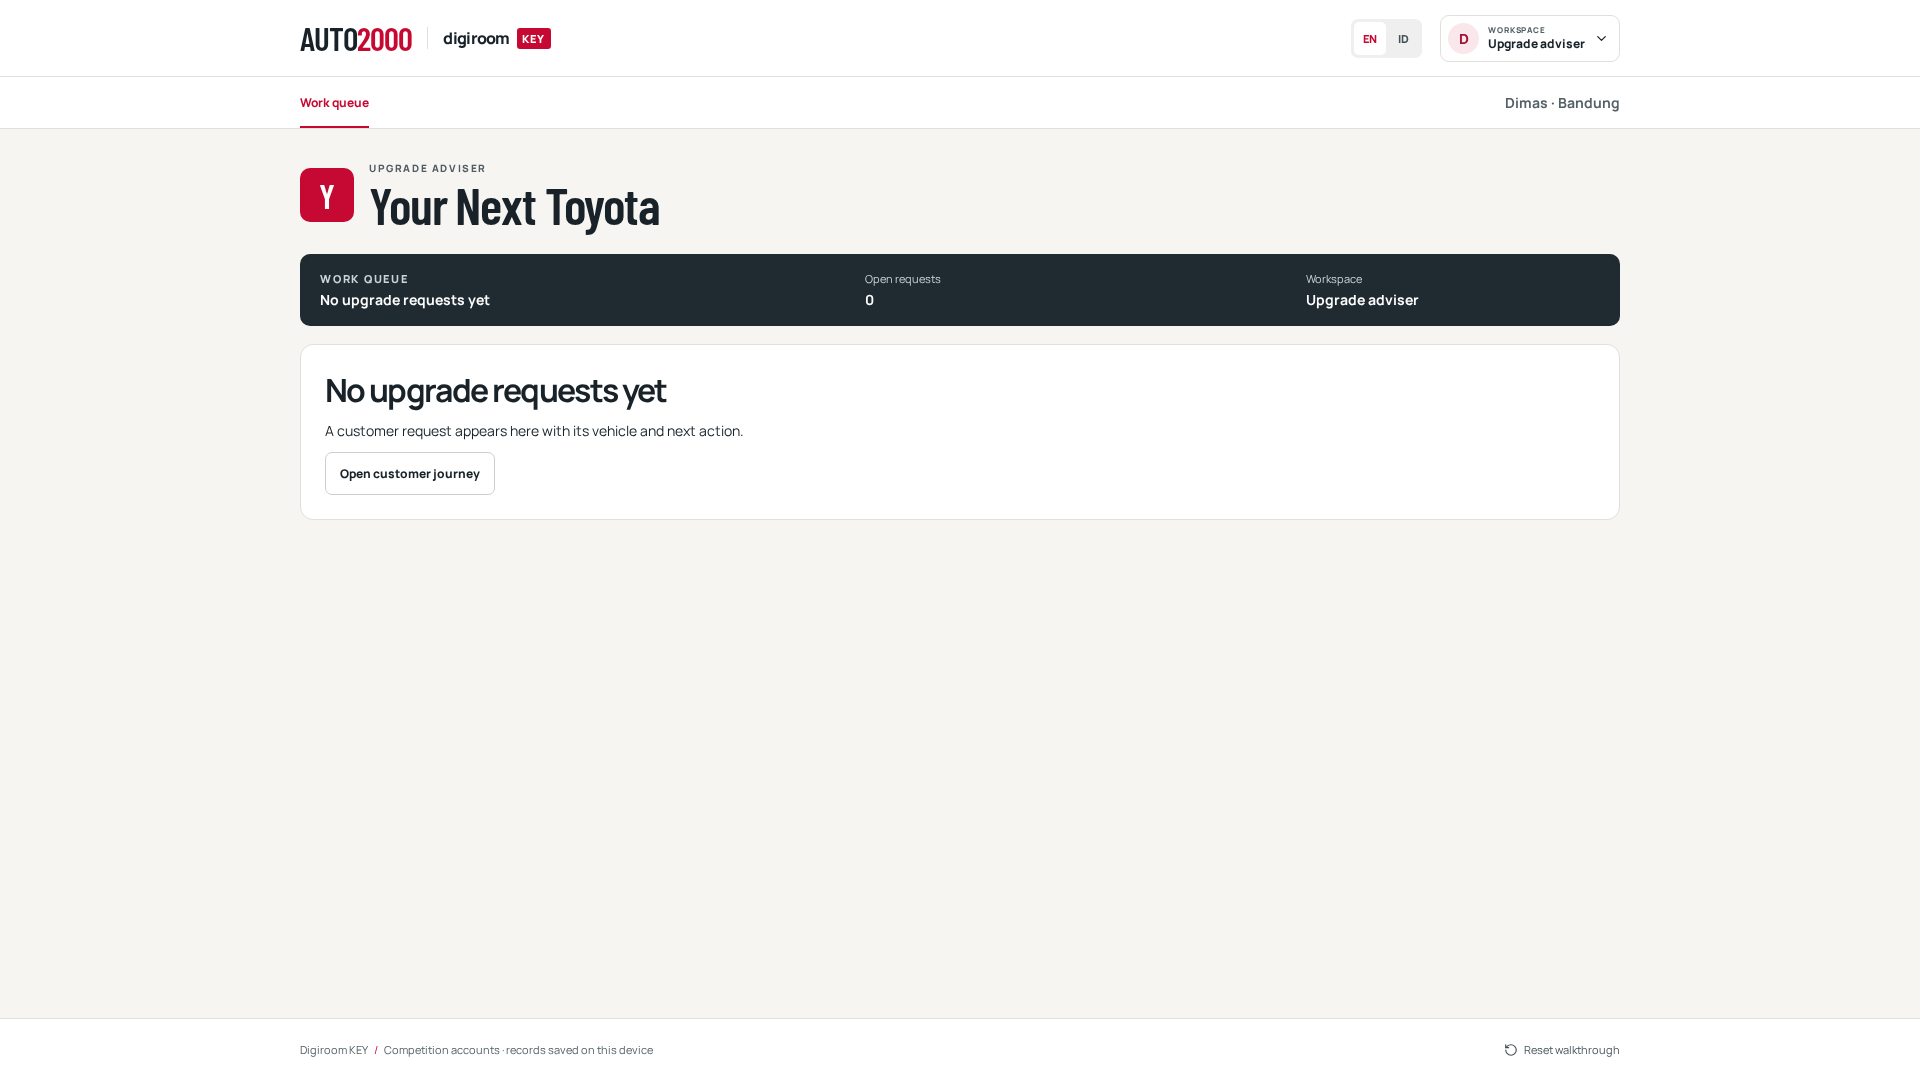 AUTO2000
digiroom KEY
EN
ID
D
WORKSPACE
Upgrade adviser
Work queue
Dimas · Bandung
Y
UPGRADE ADVISER
Your Next Toyota
WORK QUEUE
No upgrade requests yet
Open requests
0
Workspace
Upgrade adviser
No upgrade requests yet
A customer request appears here with its vehicle and next action.
Open customer journey
Digiroom KEY / Competition accounts · records saved on this device
Reset walkthrough